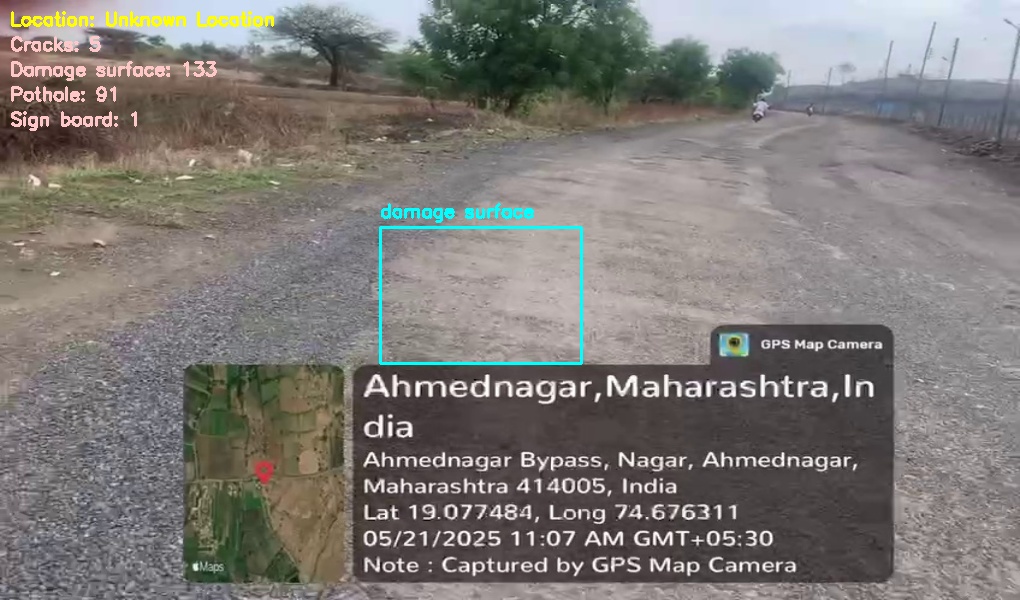 Location: Unknown Location
Cracks: 5
Damage surface: 133
Pothole: 91
Sign board: 1
damage surface
GPS Map Camera
Ahmednagar,Maharashtra,In
dia
Ahmednagar Bypass, Nagar, Ahmednagar,
Maharashtra 414005, India
Lat 19.077484, Long 74.676311
05/21/2025 11:07 AM GMT+05:30
Note : Captured by GPS Map Camera
Maps